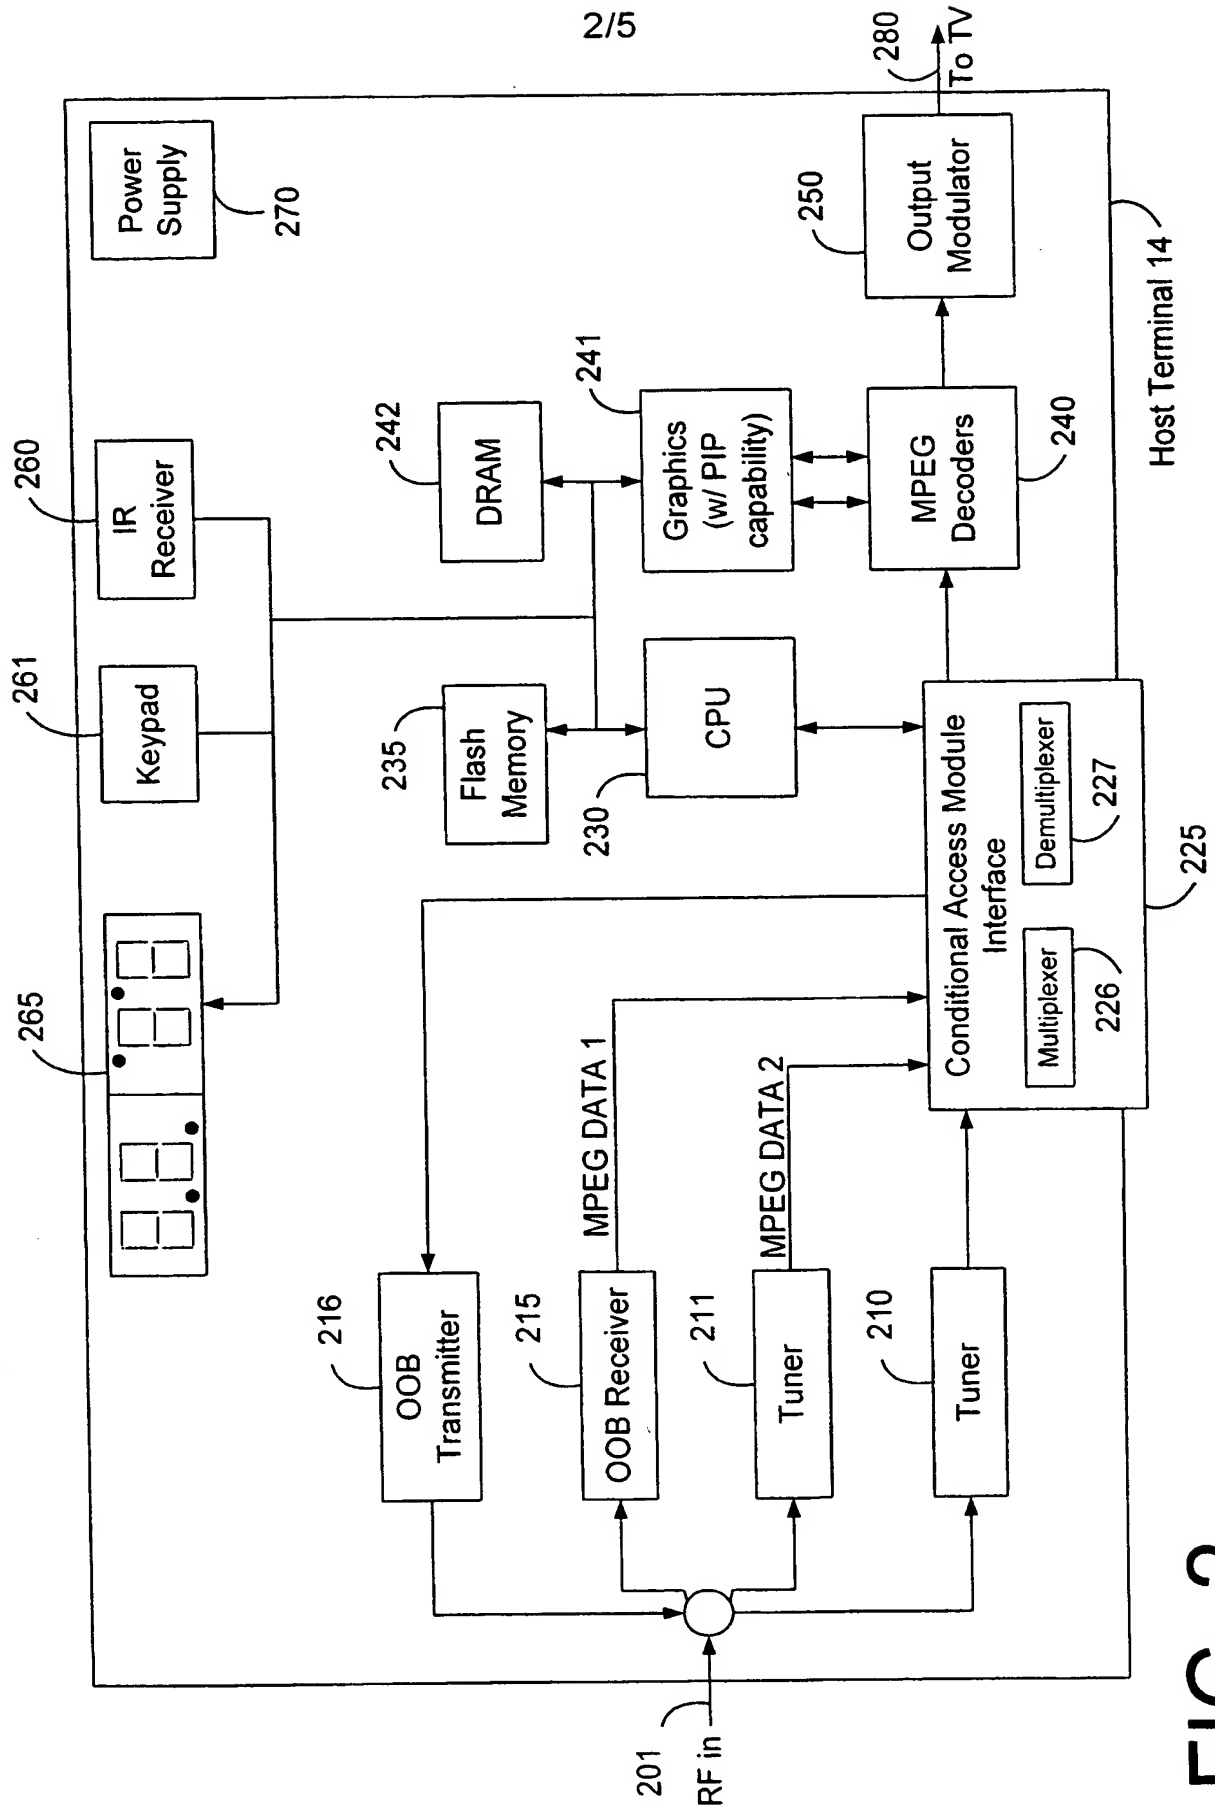 2/5
Power
Supply
270
260
IR
Receiver
261
Keypad
265
242
DRAM
241
Graphics
(w/ PIP
capability)
235
Flash
Memory
230
CPU
280
To TV
250
Output
Modulator
MPEG
Decoders
240
Host Terminal 14
216
OOB
Transmitter
215
OOB Receiver
MPEG DATA 1
211
Tuner
MPEG DATA 2
210
Tuner
Conditional Access Module
Interface
Multiplexer
226
Demultiplexer
227
225
201
RF in